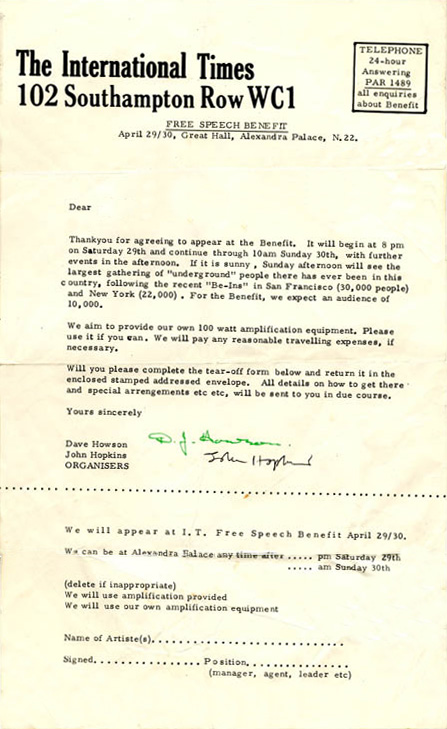 The International Times
102 Southampton Row WC1
TELEPHONE
24-hour
Answering
PAR 1489
all enquiries
about Benefit
FREE SPEECH BENEFIT
April 29/30, Great Hall, Alexandra Palace, N.22.
Dear
Thankyou for agreeing to appear at the Benefit. It will begin at 8 pm
on Saturday 29th and continue through 10am Sunday 30th, with further
events in the afternoon. If it is sunny, Sunday afternoon will see the
largest gathering of "underground" people there has ever been in this
country, following the recent "Be-Ins" in San Francisco (30,000 people)
and New York (22,000). For the Benefit, we expect an audience of
10,000.
We aim to provide our own 100 watt amplification equipment. Please
use it if you can. We will pay any reasonable travelling expenses, if
necessary.
Will you please complete the tear-off form below and return it in the
enclosed stamped addressed envelope. All details on how to get there
and special arrengements etc etc, will be sent to you in due course.
Yours sincerely
Dave Howson
John Hopkins
ORGANISERS
D. J. Howson.
John Hopkins
We will appear at I.T. Free Speech Benefit April 29/30.
We can be at Alexandra Palace any time after ..... pm Saturday 29th
..... am Sunday 30th
(delete if inappropriate)
We will use amplification provided
We will use our own amplification equipment
Name of Artiste(s)............................
Signed............... Position...............
(manager, agent, leader etc)